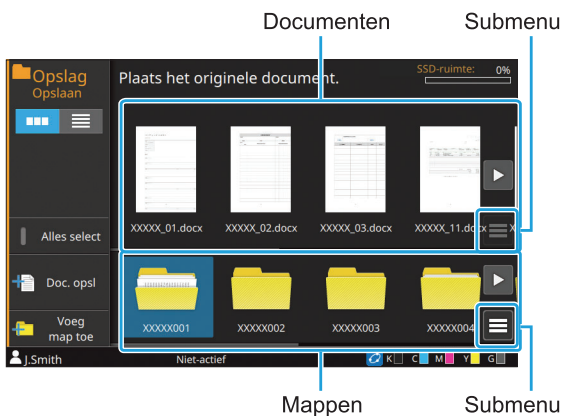 Documenten
Submenu
Opslag
Opslaan
Plaats het originele document.
SSD-ruimte:
0%
XXXXX_01.docx
XXXXX_02.docx
XXXXX_03.docx
XXXXX_11.docx
X
Alles select
Doc. opsl
Voeg
map toe
XXXXX001
XXXXX002
XXXXX003
XXXXX004
J.Smith
Niet-actief
K
C
M
Y
G
Mappen
Submenu